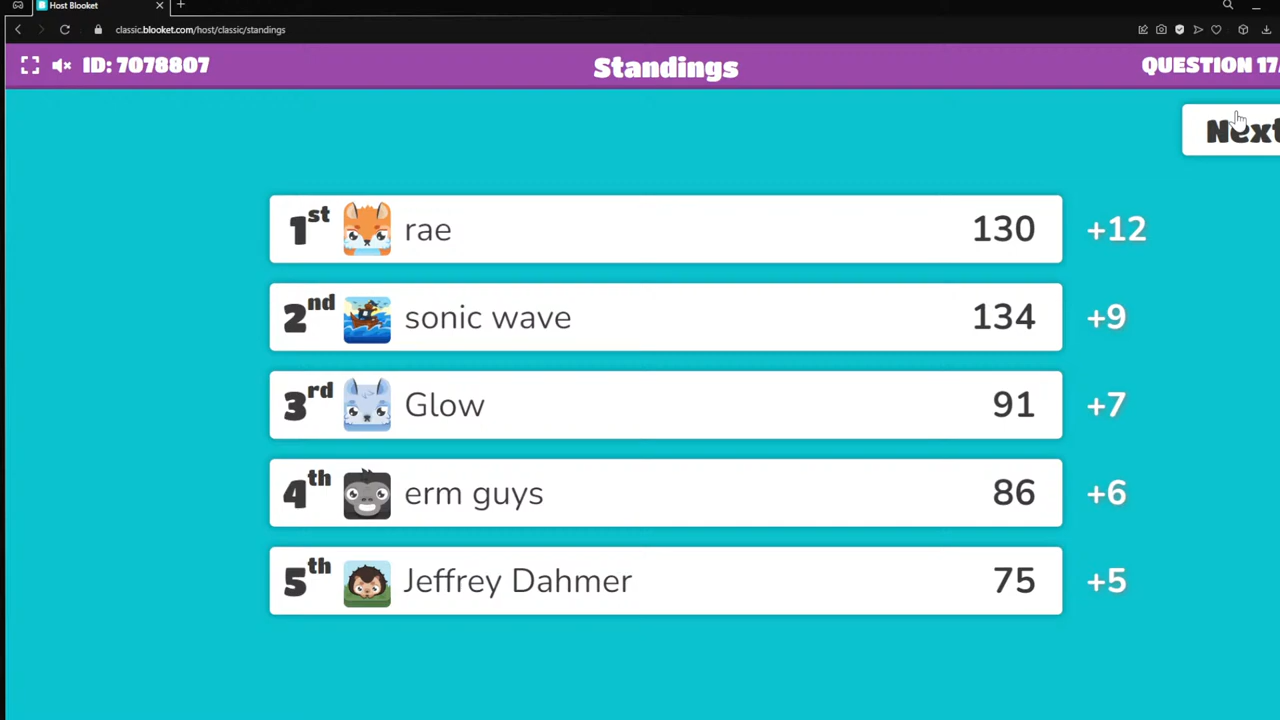 Host Blooket
classic.blooket.com/host/classic/standings
ID: 7078807
Standings
QUESTION 17/
Next
1st rae 130 +12
2nd sonic wave 134 +9
3rd Glow 91 +7
4th erm guys 86 +6
5th Jeffrey Dahmer 75 +5